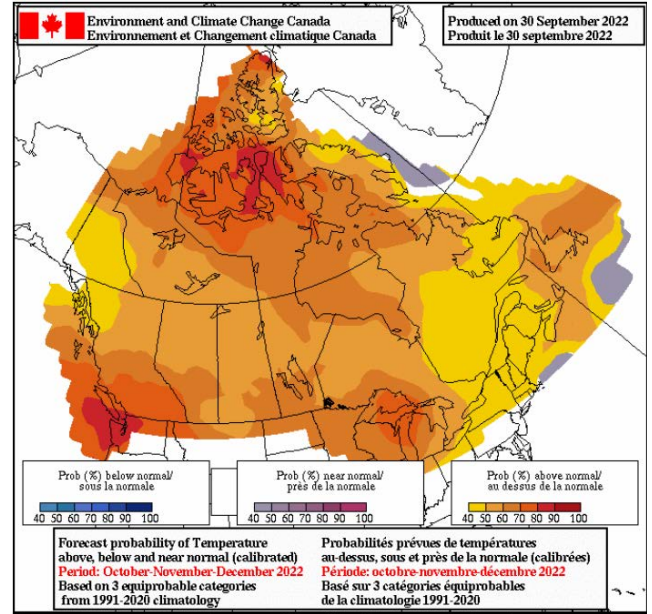 Environment and Climate Change Canada
Environnement et Changement climatique Canada
Produced on 30 September 2022
Produit le 30 septembre 2022
Prob (%) below normal/
sous la normale
40 50 60 70 80 90 100
Prob (%) near normal/
près de la normale
40 50 60 70 80 90 100
Prob (%) above normal/
au dessus de la normale
40 50 60 70 80 90 100
Forecast probability of Temperature
above, below and near normal (calibrated)
Period: October-November-December 2022
Based on 3 equiprobable categories
from 1991-2020 climatology
Probabilités prévues de températures
au-dessus, sous et près de la normale (calibrées)
Période: octobre-novembre-décembre 2022
Basé sur 3 catégories équiprobables
de la climatologie 1991-2020